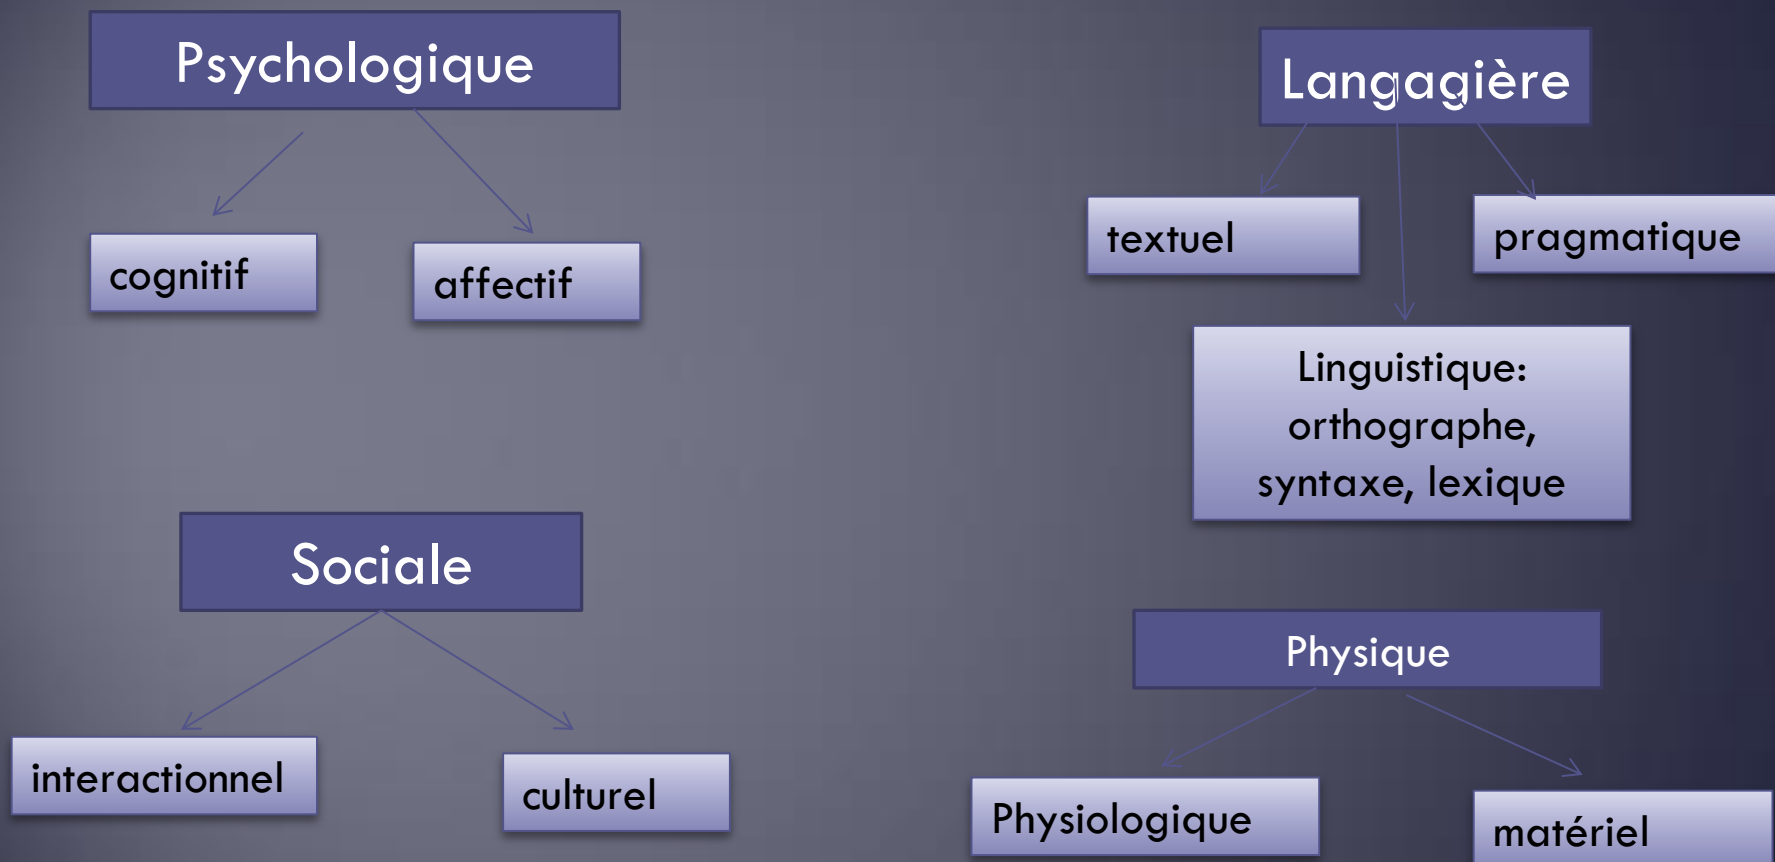 Psychologique
cognitif
affectif
Langagière
textuel
pragmatique
Linguistique:
orthographe,
syntaxe, lexique
Sociale
interactionnel
culturel
Physique
Physiologique
matériel